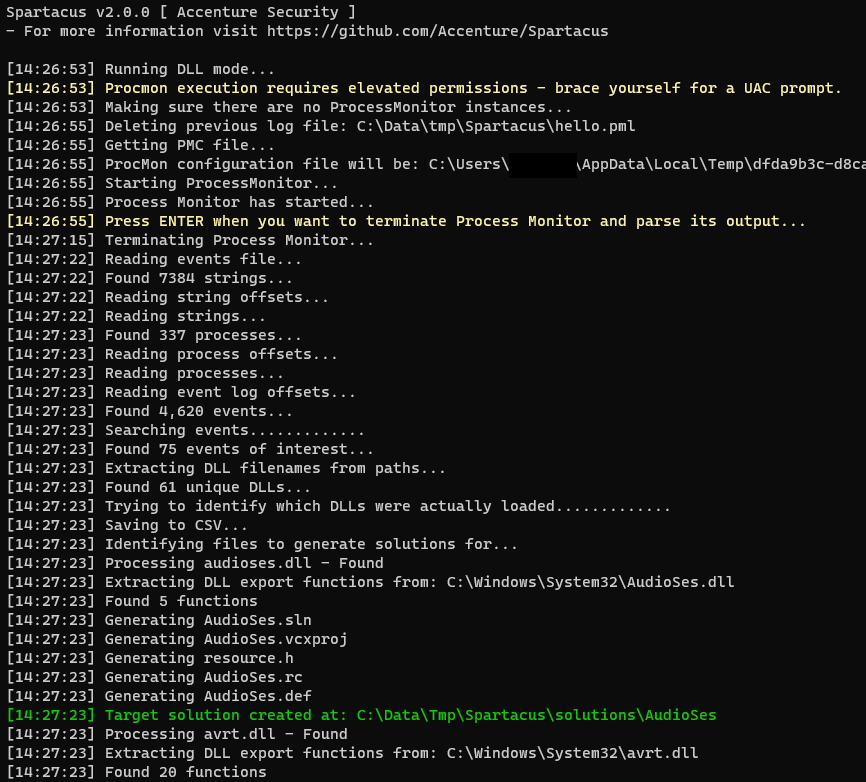 Spartacus v2.0.0 [ Accenture Security ]
- For more information visit https://github.com/Accenture/Spartacus
[14:26:53] Running DLL mode...
[14:26:53] Procmon execution requires elevated permissions - brace yourself for a UAC prompt.
[14:26:53] Making sure there are no ProcessMonitor instances...
[14:26:55] Deleting previous log file: C:\Data\tmp\Spartacus\hello.pml
[14:26:55] Getting PMC file...
[14:26:55] ProcMon configuration file will be: C:\Users\ \AppData\Local\Temp\dfda9b3c-d8ca
[14:26:55] Starting ProcessMonitor...
[14:26:55] Process Monitor has started...
[14:26:55] Press ENTER when you want to terminate Process Monitor and parse its output...
[14:27:15] Terminating Process Monitor...
[14:27:22] Reading events file...
[14:27:22] Found 7384 strings...
[14:27:22] Reading string offsets...
[14:27:22] Reading strings...
[14:27:23] Found 337 processes...
[14:27:23] Reading process offsets...
[14:27:23] Reading processes...
[14:27:23] Reading event log offsets...
[14:27:23] Found 4,620 events...
[14:27:23] Searching events.............
[14:27:23] Found 75 events of interest...
[14:27:23] Extracting DLL filenames from paths...
[14:27:23] Found 61 unique DLLs...
[14:27:23] Trying to identify which DLLs were actually loaded.............
[14:27:23] Saving to CSV...
[14:27:23] Identifying files to generate solutions for...
[14:27:23] Processing audioses.dll - Found
[14:27:23] Extracting DLL export functions from: C:\Windows\System32\AudioSes.dll
[14:27:23] Found 5 functions
[14:27:23] Generating AudioSes.sln
[14:27:23] Generating AudioSes.vcxproj
[14:27:23] Generating resource.h
[14:27:23] Generating AudioSes.rc
[14:27:23] Generating AudioSes.def
[14:27:23] Target solution created at: C:\Data\Tmp\Spartacus\solutions\AudioSes
[14:27:23] Processing avrt.dll - Found
[14:27:23] Extracting DLL export functions from: C:\Windows\System32\avrt.dll
[14:27:23] Found 20 functions